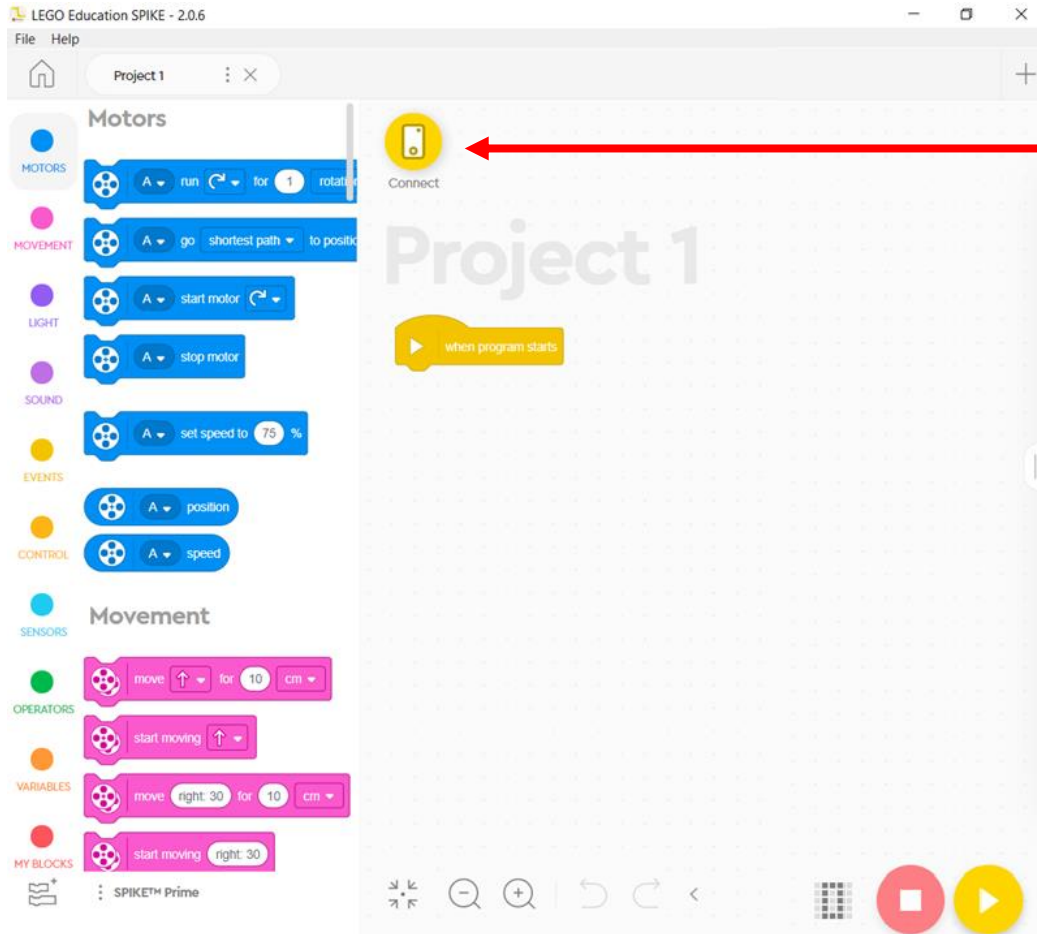 LEGO Education SPIKE - 2.0.6
File Help
Project 1
Motors
MOTORS
A run for 1
Connect
MOVEMENT
A go shortest path to
Project 1
LIGHT
A start motor
when program starts
A stop motor
SOUND
A set speed to 75 %
EVENTS
A position
CONTROL
A speed
SENSORS
Movement
move for 10 cm
OPERATORS
start moving
VARIABLES
move right: 30 for 10 cm
MY BLOCKS
start moving right: 30
SPIKE™ Prime